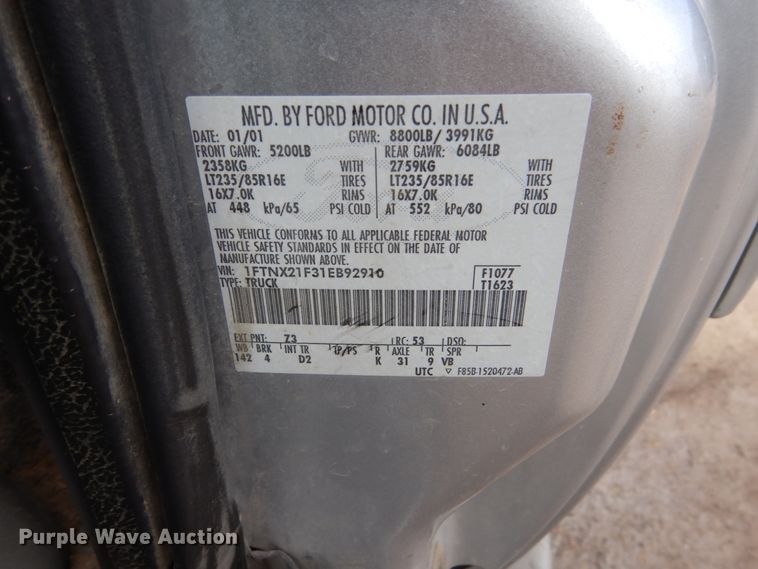 MFD. BY FORD MOTOR CO. IN U.S.A.
DATE: 01/01 GVWR: 8800LB/ 3991KG
FRONT GAWR: 5200LB REAR GAWR: 6084LB
2358KG WITH 2759KG WITH
LT235/85R16E TIRES LT235/85R16E TIRES
16X7.0K RIMS 16X7.0K RIMS
AT 448 kPa/65 PSI COLD AT 552 kPa/80 PSI COLD
THIS VEHICLE CONFORMS TO ALL APPLICABLE FEDERAL MOTOR
VEHICLE SAFETY STANDARDS IN EFFECT ON THE DATE OF
MANUFACTURE SHOWN ABOVE.
VIN: 1FTNX21F31EB92910 F1077
TYPE: TRUCK T1623
EXT PNT: Z3 RC: 53 DSO:
WB BRK INT TR TP/PS R AXLE TR SPR
142 4 D2 K 31 9 VB
UTC ▽ F85B-1520472-AB
Purple Wave Auction